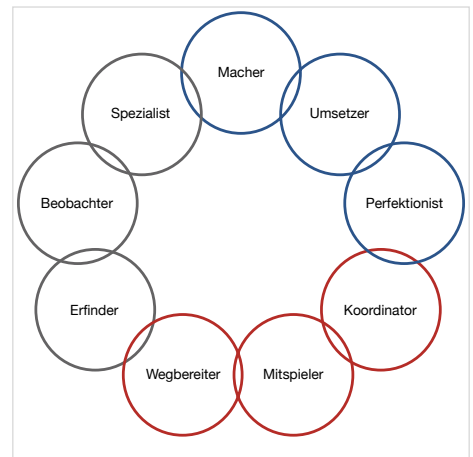 Macher
Spezialist
Umsetzer
Beobachter
Perfektionist
Erfinder
Koordinator
Wegbereiter
Mitspieler